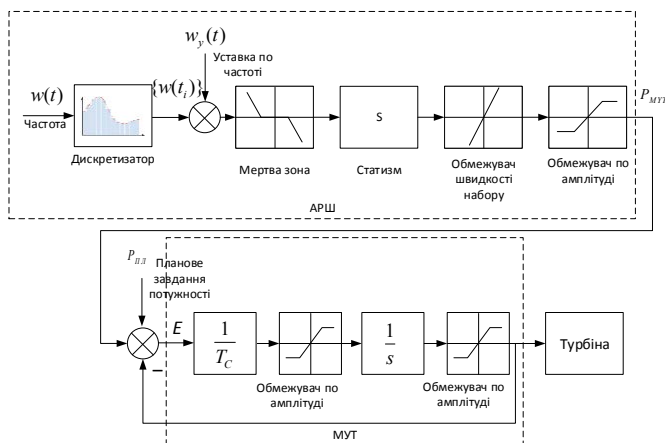 w_y(t)
Уставка по
частоті
w(t)
Частота
{w(t_i)}
Дискретизатор
Мертва зона
S
Статизм
Обмежувач
швидкості
набору
Обмежувач по
амплітуді
P_МУТ
АРШ
P_ПЛ
Планове
завдання
потужності
E
−
1
T_C
Обмежувач по
амплітуді
1
s
Обмежувач по
амплітуді
Турбіна
МУТ